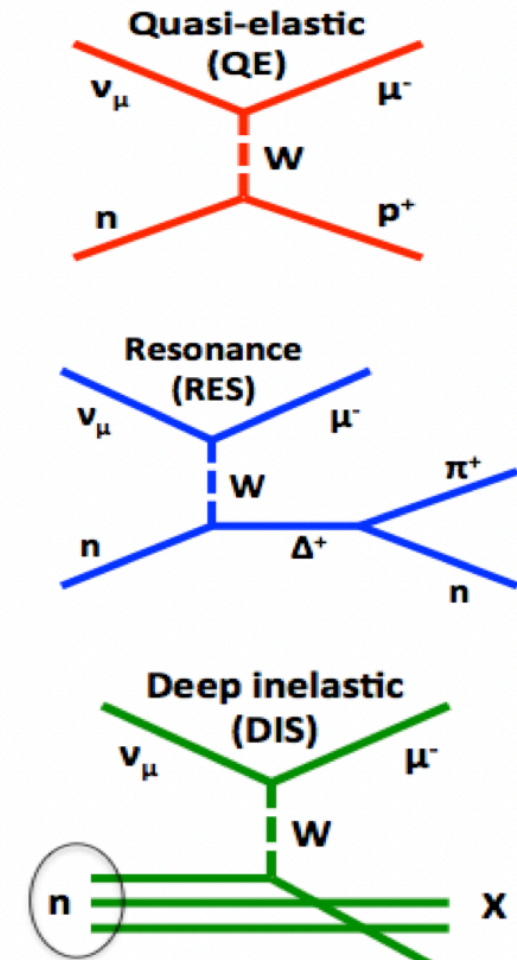 Quasi-elastic
(QE)
νμ μ-
W
n p+
Resonance
(RES)
νμ μ-
W
π+
n Δ+
n
Deep inelastic
(DIS)
νμ μ-
W
n X